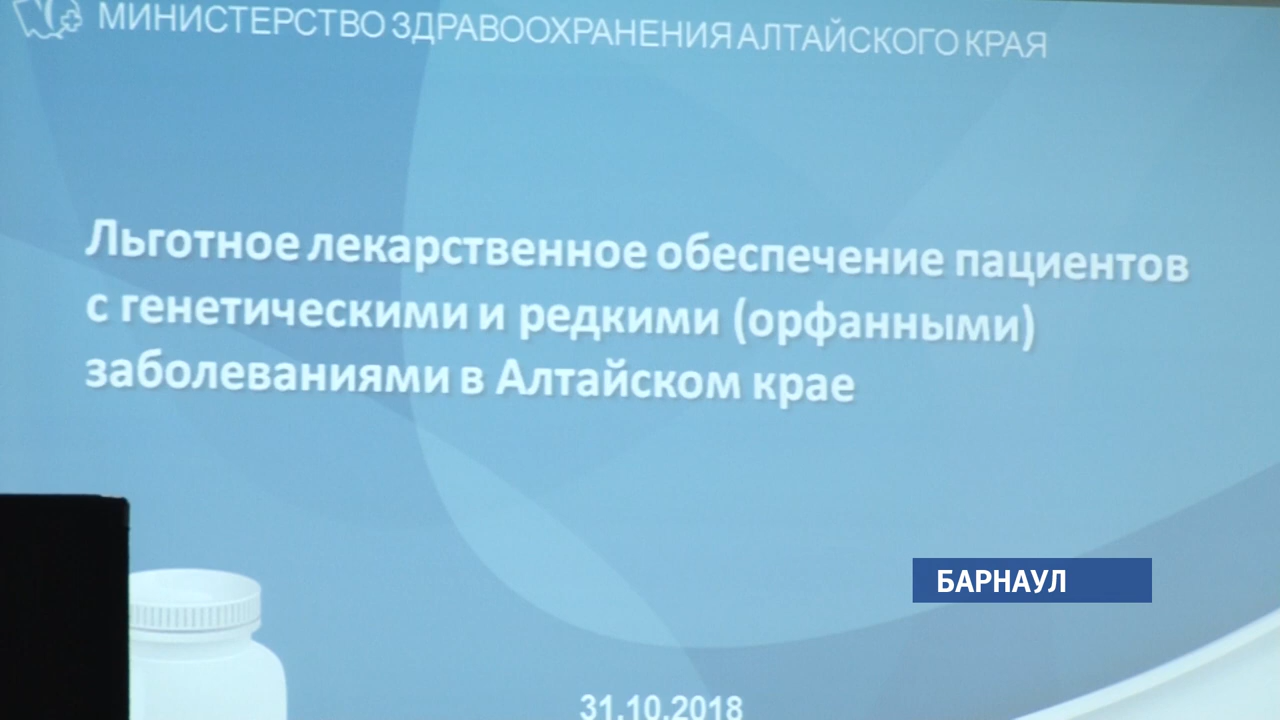 МИНИСТЕРСТВО ЗДРАВООХРАНЕНИЯ АЛТАЙСКОГО КРАЯ
Льготное лекарственное обеспечение пациентов
с генетическими и редкими (орфанными)
заболеваниями в Алтайском крае
БАРНАУЛ
31.10.2018